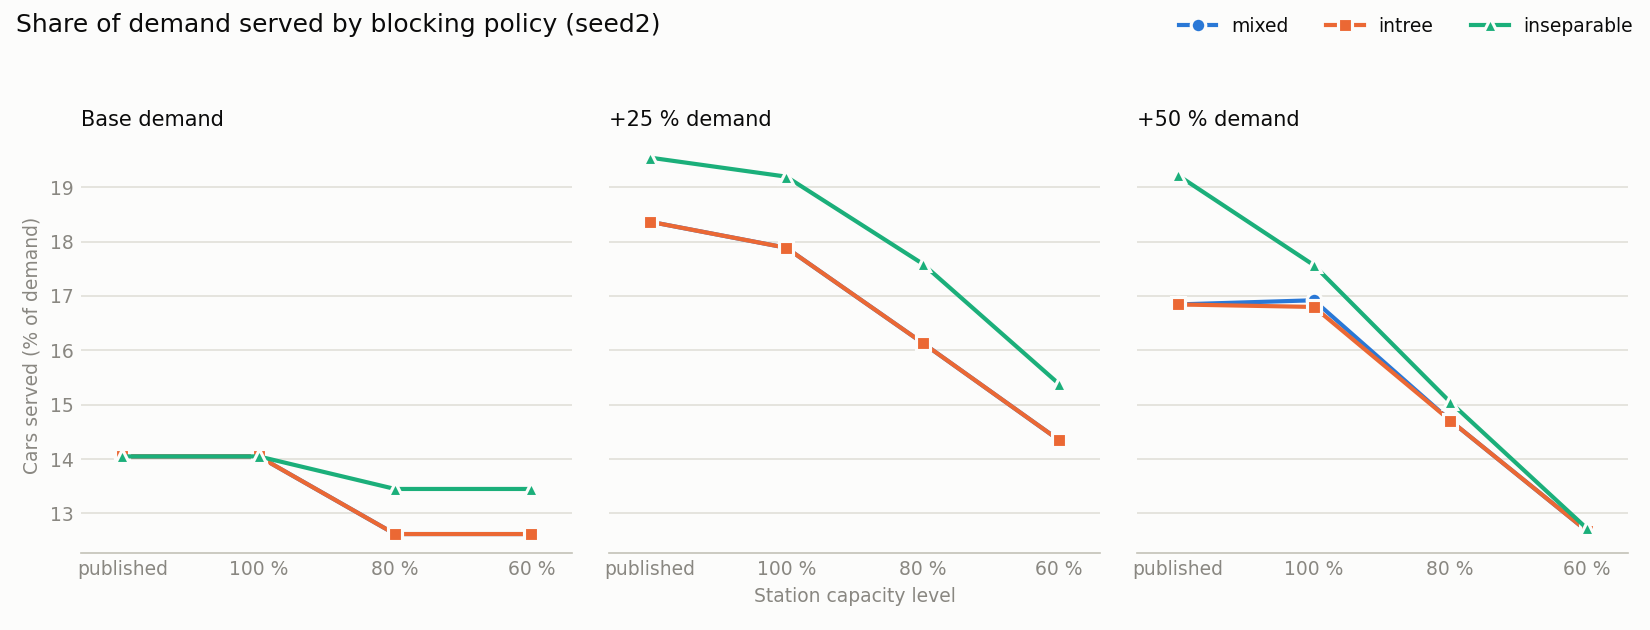 Share of demand served by blocking policy (seed2)
mixed
intree
inseparable
Base demand
+25 % demand
+50 % demand
Cars served (% of demand)
19
18
17
16
15
14
13
published 100 % 80 % 60 %
published 100 % 80 % 60 %
published 100 % 80 % 60 %
Station capacity level